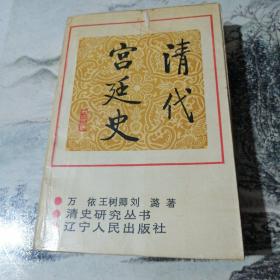 清代
宫廷史
万依王树卿刘潞著
清史研究丛书
辽宁人民出版社